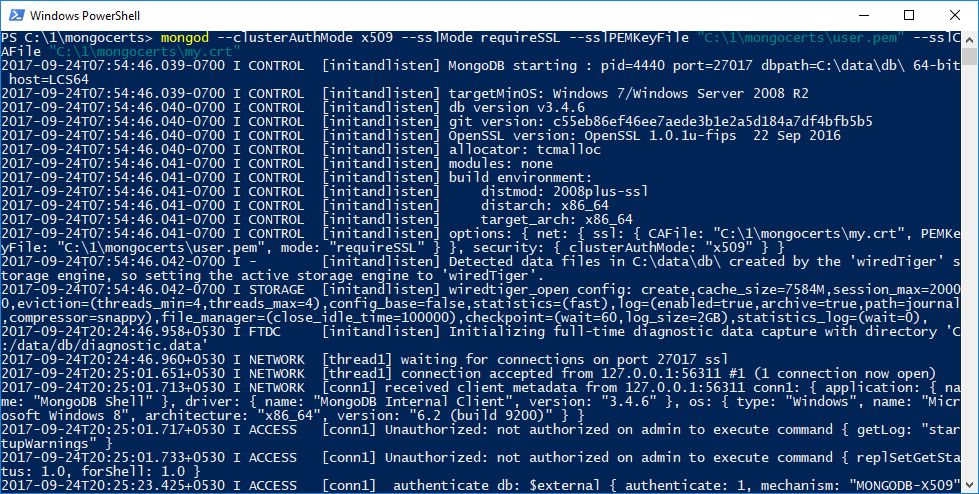 Windows PowerShell
PS C:\1\mongocerts> mongod --clusterAuthMode x509 --sslMode requireSSL --sslPEMKeyFile "C:\1\mongocerts\user.pem" --sslC
AFile "C:\1\mongocerts\my.crt"
2017-09-24T07:54:46.039-0700 I CONTROL  [initandlisten] MongoDB starting : pid=4440 port=27017 dbpath=C:\data\db\ 64-bit
 host=LCS64
2017-09-24T07:54:46.039-0700 I CONTROL  [initandlisten] targetMinOS: Windows 7/Windows Server 2008 R2
2017-09-24T07:54:46.040-0700 I CONTROL  [initandlisten] db version v3.4.6
2017-09-24T07:54:46.040-0700 I CONTROL  [initandlisten] git version: c55eb86ef46ee7aede3b1e2a5d184a7df4bfb5b5
2017-09-24T07:54:46.040-0700 I CONTROL  [initandlisten] OpenSSL version: OpenSSL 1.0.1u-fips  22 Sep 2016
2017-09-24T07:54:46.040-0700 I CONTROL  [initandlisten] allocator: tcmalloc
2017-09-24T07:54:46.041-0700 I CONTROL  [initandlisten] modules: none
2017-09-24T07:54:46.041-0700 I CONTROL  [initandlisten] build environment:
2017-09-24T07:54:46.041-0700 I CONTROL  [initandlisten]     distmod: 2008plus-ssl
2017-09-24T07:54:46.041-0700 I CONTROL  [initandlisten]     distarch: x86_64
2017-09-24T07:54:46.041-0700 I CONTROL  [initandlisten]     target_arch: x86_64
2017-09-24T07:54:46.041-0700 I CONTROL  [initandlisten] options: { net: { ssl: { CAFile: "C:\1\mongocerts\my.crt", PEMKe
yFile: "C:\1\mongocerts\user.pem", mode: "requireSSL" } }, security: { clusterAuthMode: "x509" } }
2017-09-24T07:54:46.042-0700 I -        [initandlisten] Detected data files in C:\data\db\ created by the 'wiredTiger' s
torage engine, so setting the active storage engine to 'wiredTiger'.
2017-09-24T07:54:46.042-0700 I STORAGE  [initandlisten] wiredtiger_open config: create,cache_size=7584M,session_max=2000
0,eviction=(threads_min=4,threads_max=4),config_base=false,statistics=(fast),log=(enabled=true,archive=true,path=journal
,compressor=snappy),file_manager=(close_idle_time=100000),checkpoint=(wait=60,log_size=2GB),statistics_log=(wait=0),
2017-09-24T20:24:46.958+0530 I FTDC     [initandlisten] Initializing full-time diagnostic data capture with directory 'C
:/data/db/diagnostic.data'
2017-09-24T20:24:46.960+0530 I NETWORK  [thread1] waiting for connections on port 27017 ssl
2017-09-24T20:25:01.651+0530 I NETWORK  [thread1] connection accepted from 127.0.0.1:56311 #1 (1 connection now open)
2017-09-24T20:25:01.713+0530 I NETWORK  [conn1] received client metadata from 127.0.0.1:56311 conn1: { application: { na
me: "MongoDB Shell" }, driver: { name: "MongoDB Internal Client", version: "3.4.6" }, os: { type: "Windows", name: "Micr
osoft Windows 8", architecture: "x86_64", version: "6.2 (build 9200)" } }
2017-09-24T20:25:01.717+0530 I ACCESS   [conn1] Unauthorized: not authorized on admin to execute command { getLog: "star
tupWarnings" }
2017-09-24T20:25:01.733+0530 I ACCESS   [conn1] Unauthorized: not authorized on admin to execute command { replSetGetSta
tus: 1.0, forShell: 1.0 }
2017-09-24T20:25:23.425+0530 I ACCESS   [conn1]  authenticate db: $external { authenticate: 1, mechanism: "MONGODB-X509"